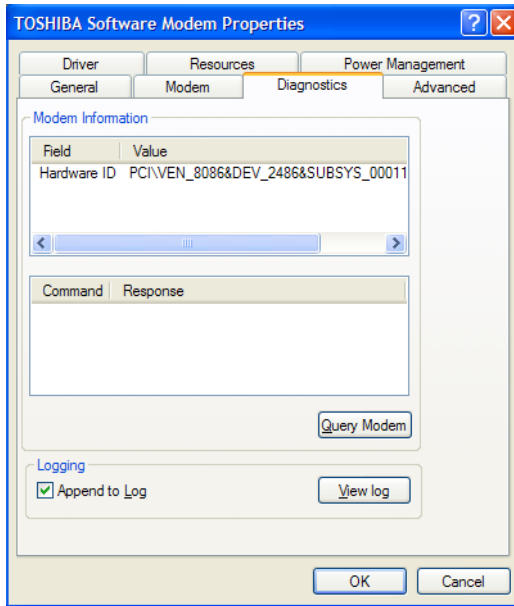 TOSHIBA Software Modem Properties
Driver Resources Power Management
General Modem Diagnostics Advanced
Modem Information
Field Value
Hardware ID PCI\VEN_8086&DEV_2486&SUBSYS_00011
Command Response
Query Modem
Logging
Append to Log View log
OK Cancel